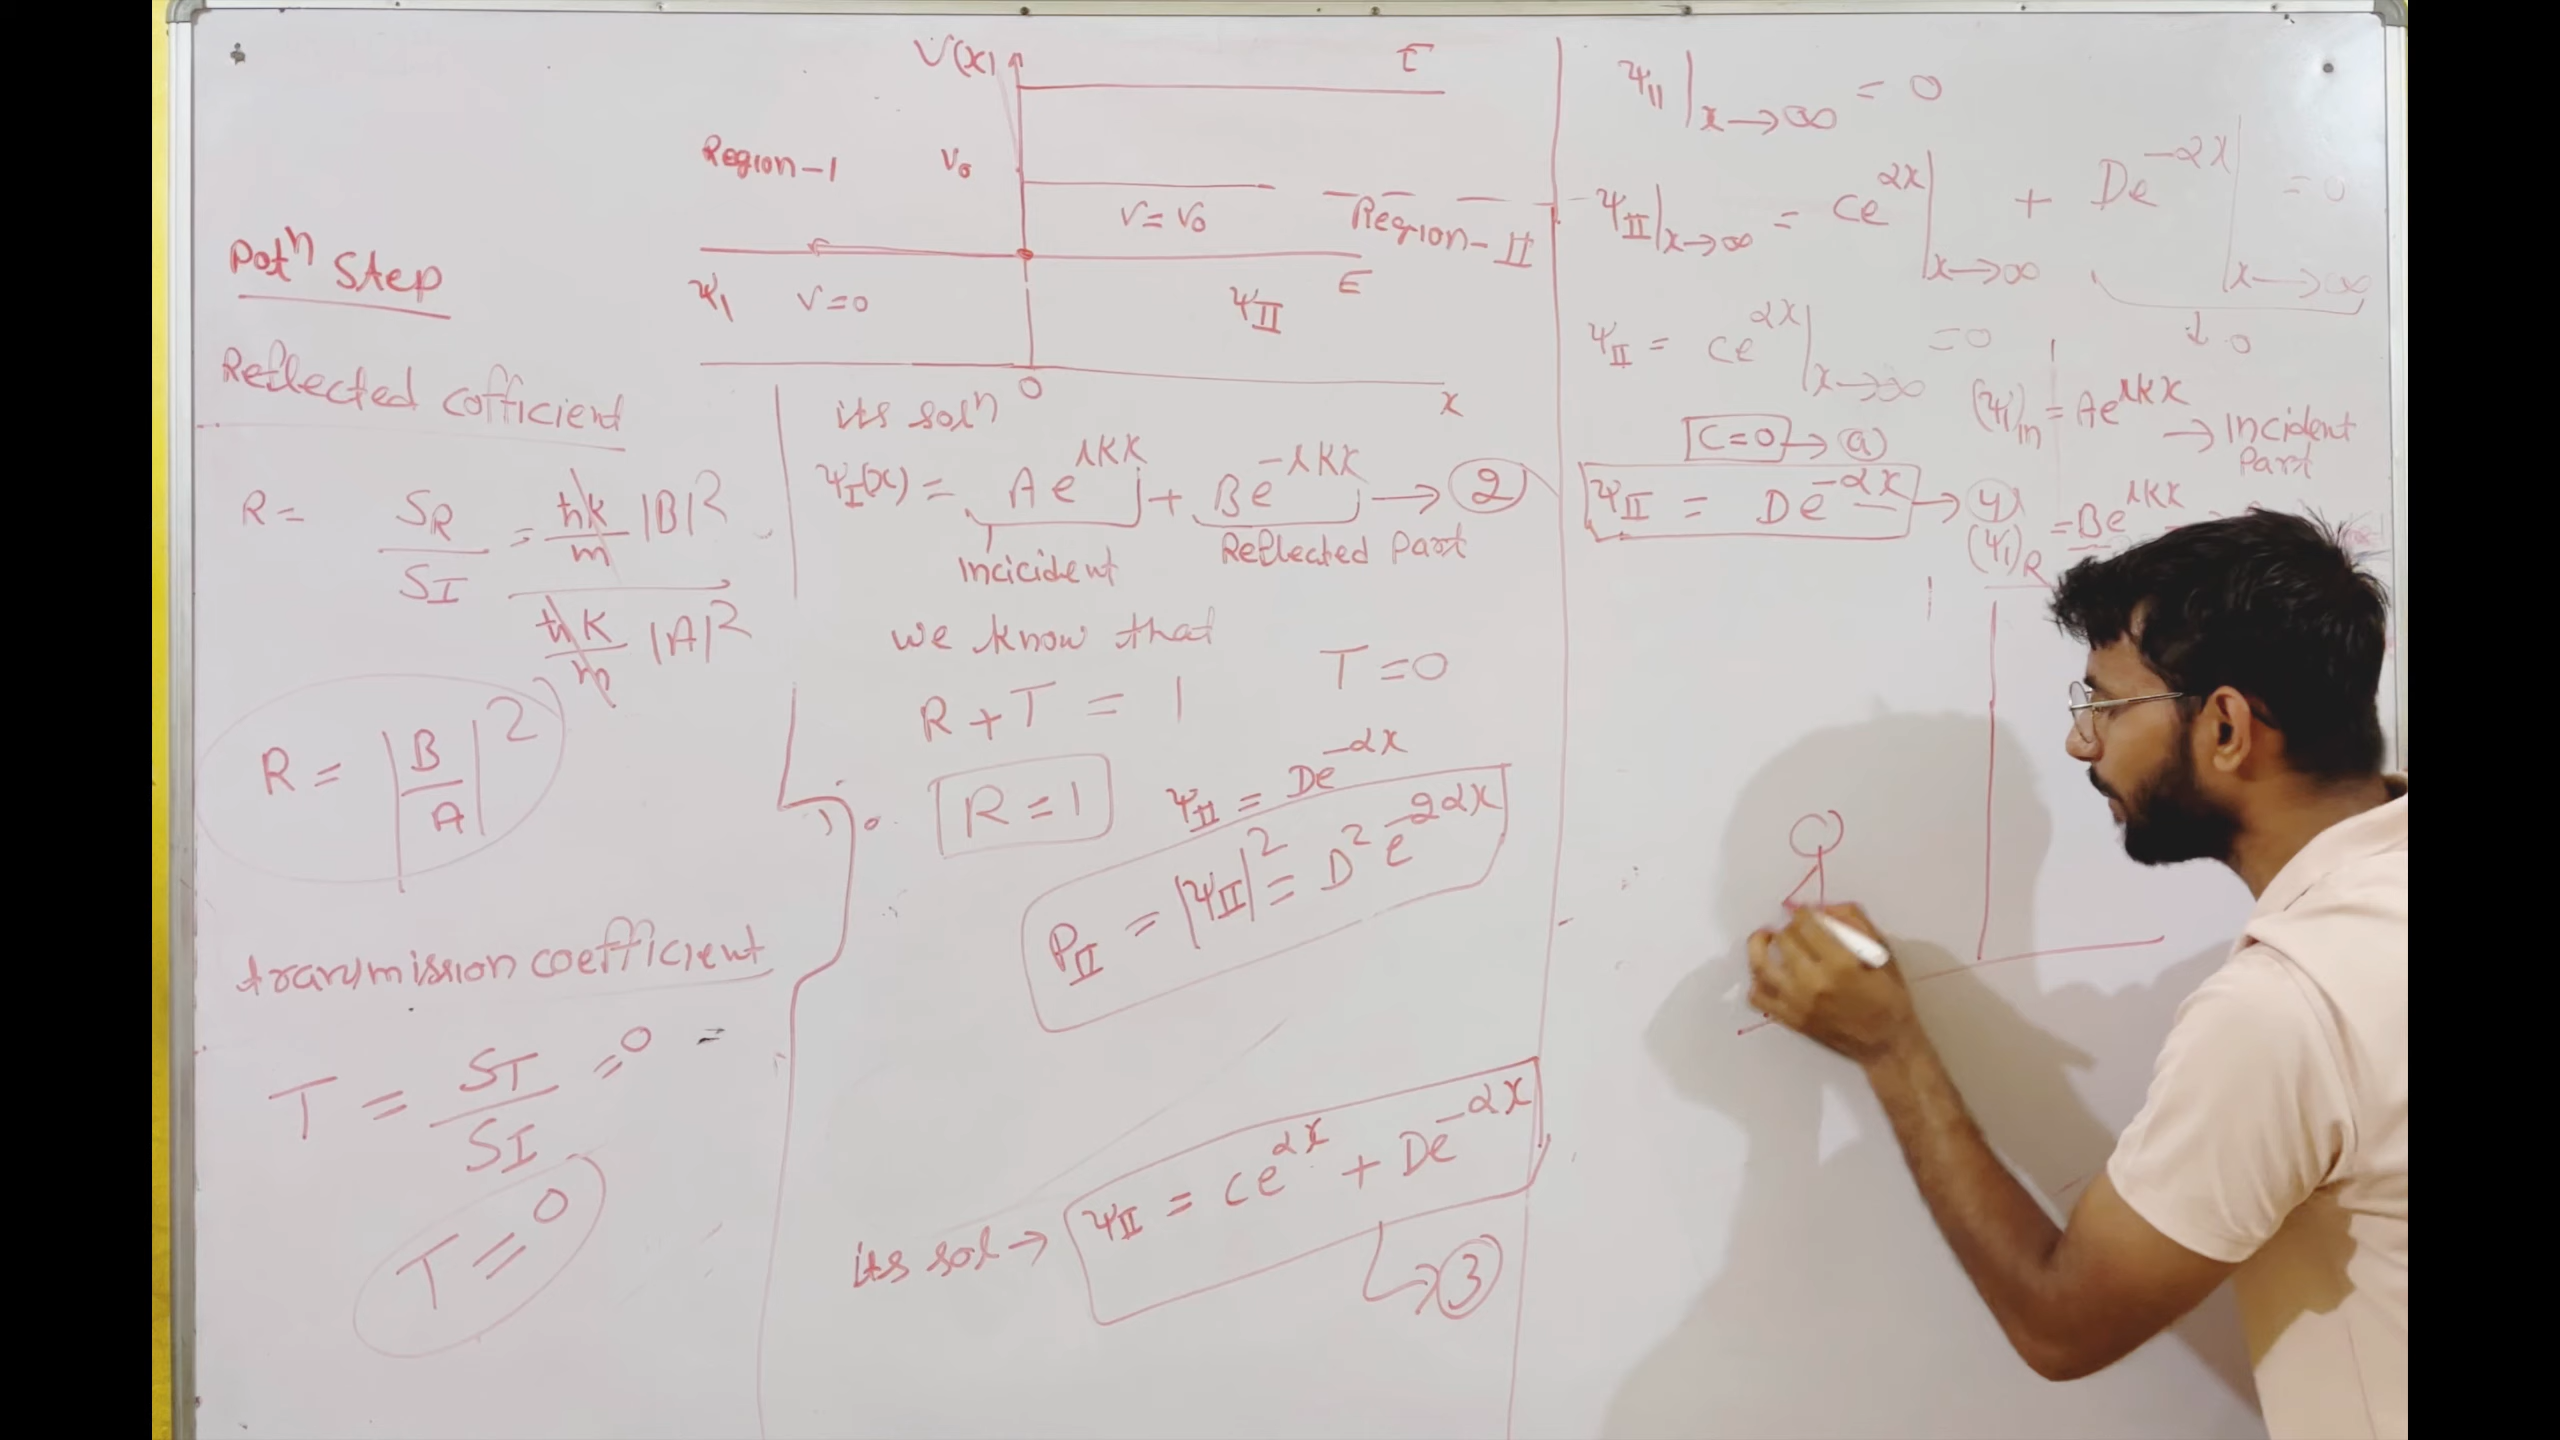 V(x)
E
Region-1
V₀
V = V₀
Region-II
Potⁿ Step
E
ψ₁
V = 0
ψ_II
0
x
Reflected cofficient
R = S_R / S_I = (ħk/m |B|²) / (ħk/m |A|²)
R = |B/A|²
tranymission coefficient
T = S_T / S_I = 0 =
T = 0
its solⁿ
ψ_I(x) = Ae^{ikx} + Be^{-ikx} → ②
Incicident
Reflected Part
we know that
R + T = 1
T = 0
R = 1
ψ_II = De^{-αx}
P_II = |ψ_II|² = D² e^{-2αx}
its sol → ψ_II = Ce^{αx} + De^{-αx}
→ ③
ψ_II |_{x→∞} = 0
ψ_II |_{x→∞} = Ce^{αx} |_{x→∞} + De^{-αx} |_{x→∞} = 0
↓ 0
ψ_II = Ce^{αx} |_{x→∞} = 0
C = 0 → ⓐ
ψ_II = De^{-αx} → ④
(ψ₁)_in = Ae^{ikx} → Incident Part
(ψ₁)_R = Be^{ikx}